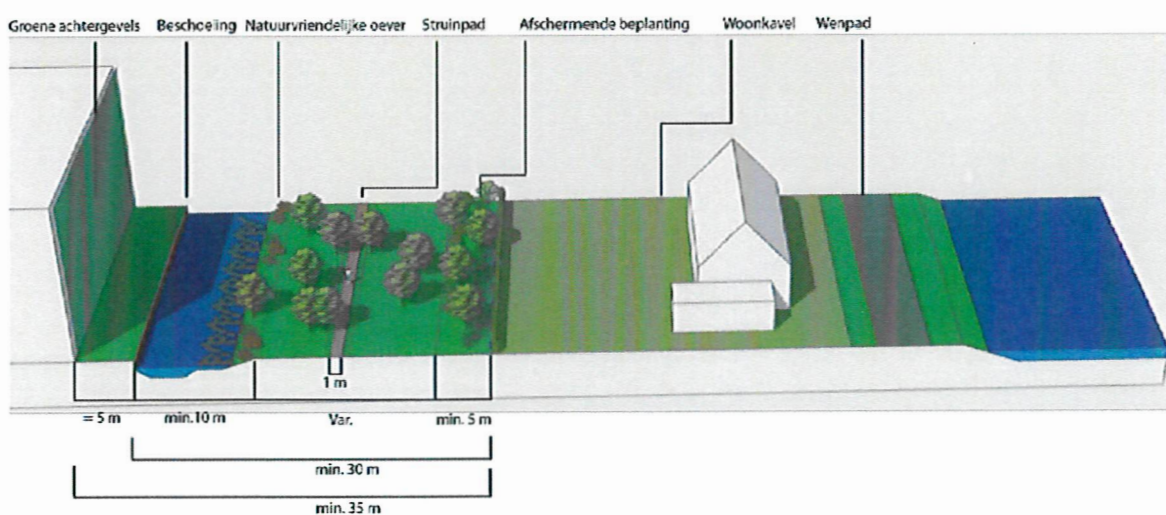 Groene achtergevels Beschoeiing Natuurvriendelijke oever Struinpad Afschermende beplanting Woonkavel Wenpad
1 m
= 5 m min.10 m Var. min. 5 m
min. 30 m
min. 35 m